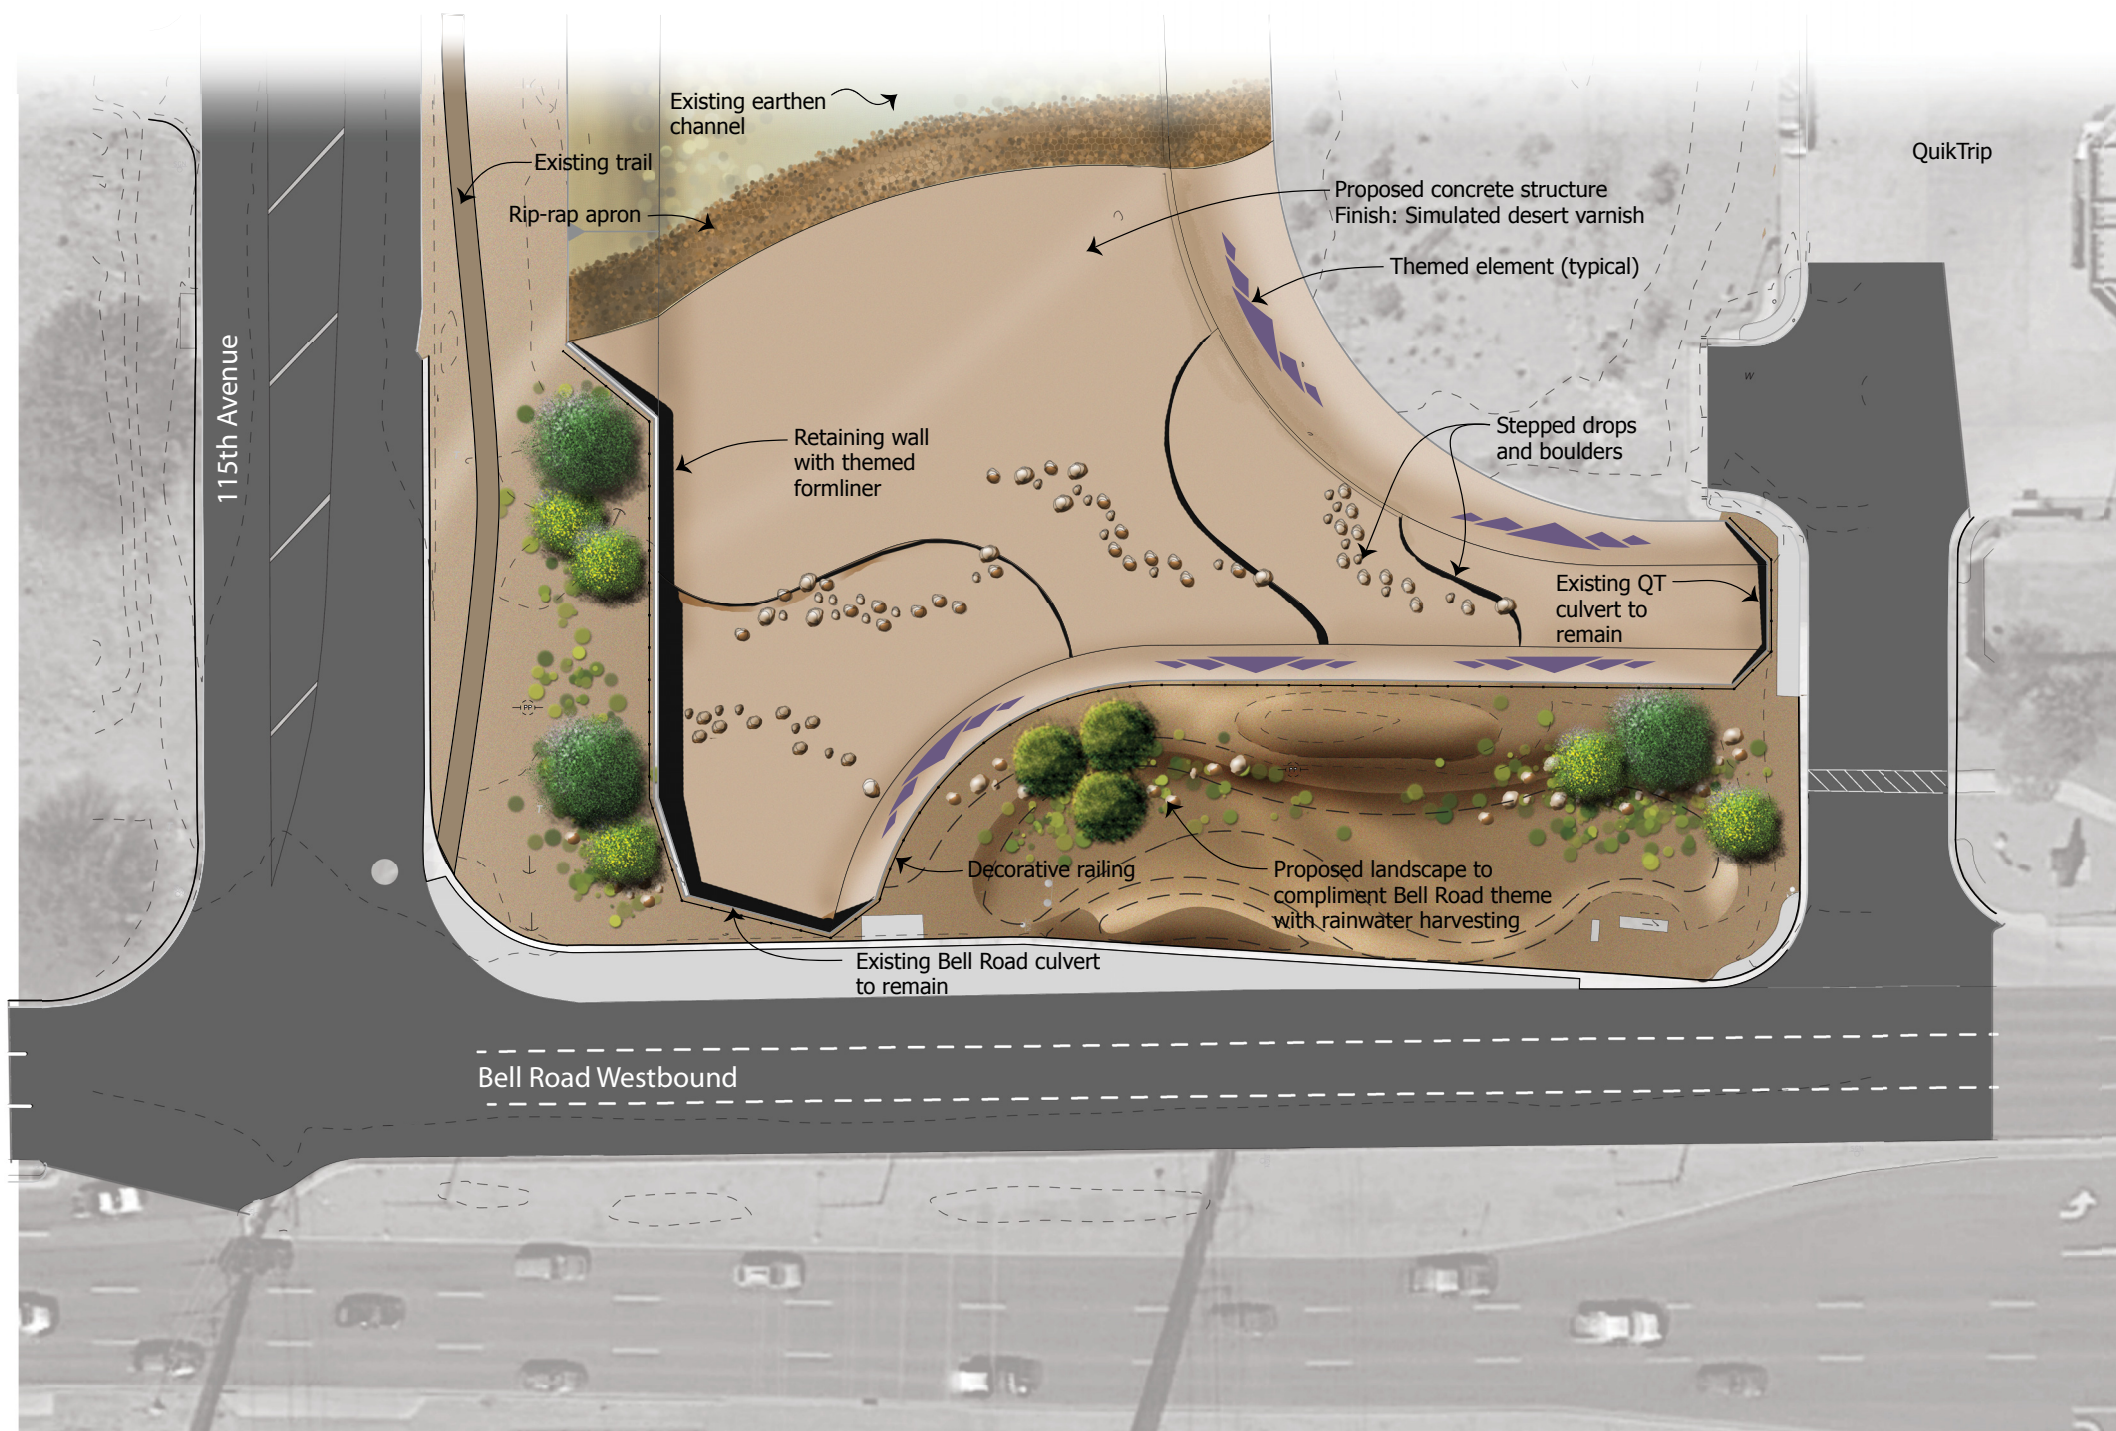 Existing earthen
channel
QuikTrip
Existing trail
Rip-rap apron
Proposed concrete structure
Finish: Simulated desert varnish
Themed element (typical)
115th Avenue
W
Retaining wall
with themed
formliner
Stepped drops
and boulders
Existing QT
culvert to
remain
PP
Decorative railing
Proposed landscape to
compliment Bell Road theme
with rainwater harvesting
Existing Bell Road culvert
to remain
Bell Road Westbound